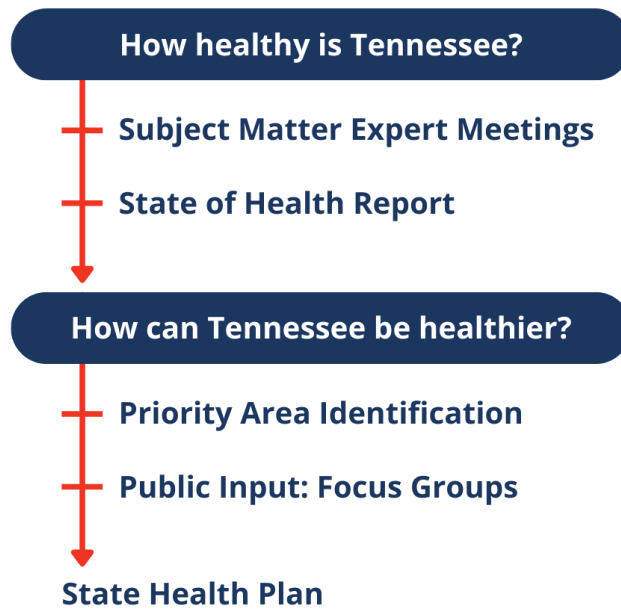 How healthy is Tennessee?
Subject Matter Expert Meetings
State of Health Report
How can Tennessee be healthier?
Priority Area Identification
Public Input: Focus Groups
State Health Plan